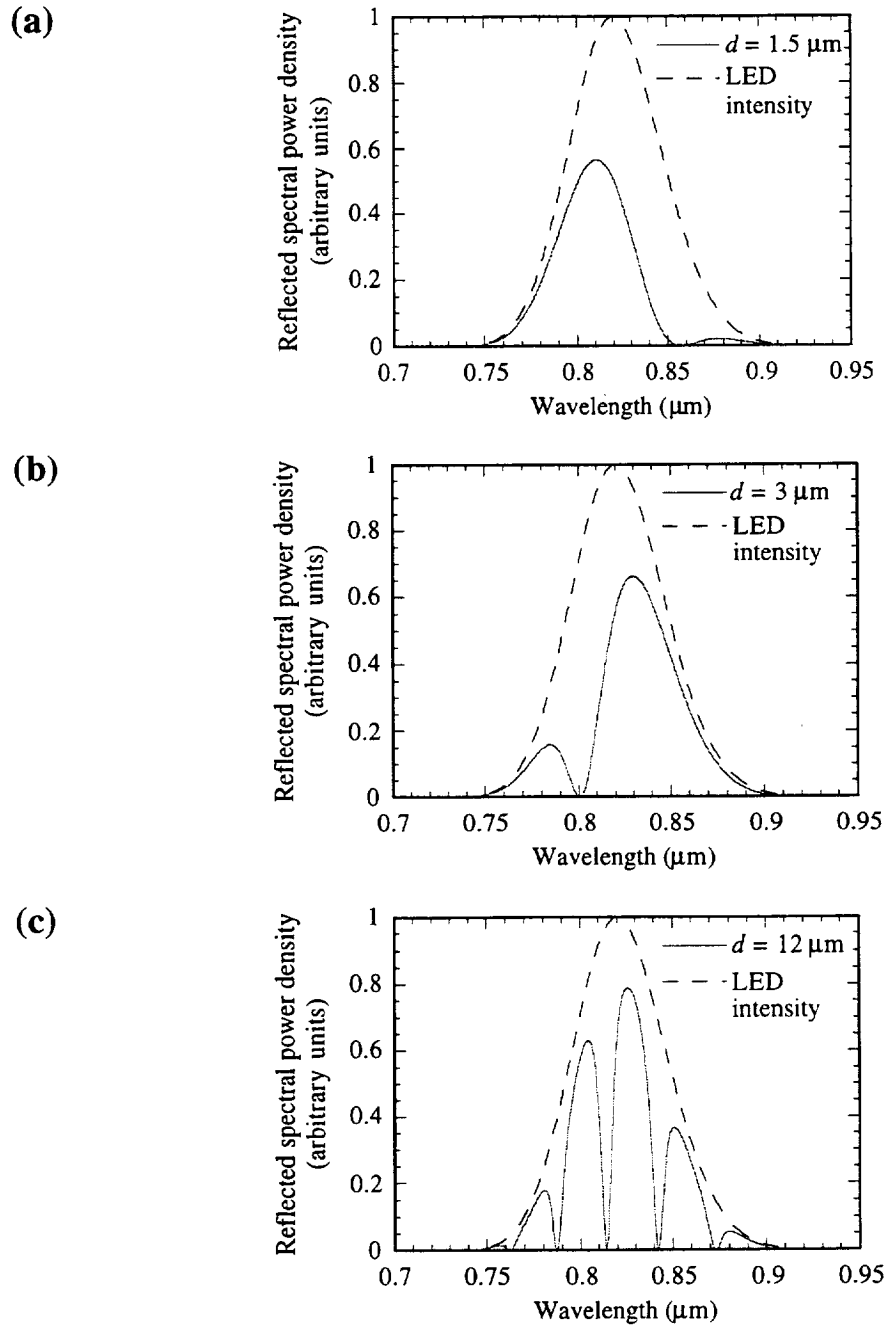 (a)
Reflected spectral power density
(arbitrary units)
1
0.8
0.6
0.4
0.2
0
d = 1.5 μm
LED
intensity
0.7
0.75
0.8
0.85
0.9
0.95
Wavelength (μm)
(b)
Reflected spectral power density
(arbitrary units)
1
0.8
0.6
0.4
0.2
0
d = 3 μm
LED
intensity
0.7
0.75
0.8
0.85
0.9
0.95
Wavelength (μm)
(c)
Reflected spectral power density
(arbitrary units)
1
0.8
0.6
0.4
0.2
0
d = 12 μm
LED
intensity
0.7
0.75
0.8
0.85
0.9
0.95
Wavelength (μm)